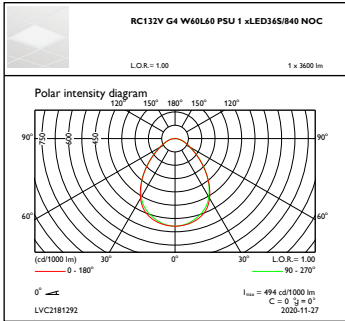 RC132V G4 W60L60 PSU 1 xLED36S/840 NOC
L.O.R.= 1.00 1 x 3600 lm
Polar intensity diagram
120° 150° 180° 150° 120°
90° 750 600 450 90°
60° 60°
(cd/1000 lm) 30° 0° 30° L.O.R.= 1.00
0 - 180° 90 - 270°
0° Imax = 494 cd/1000 lm
C = 0 °g = 0°
LVC2181292 2020-11-27